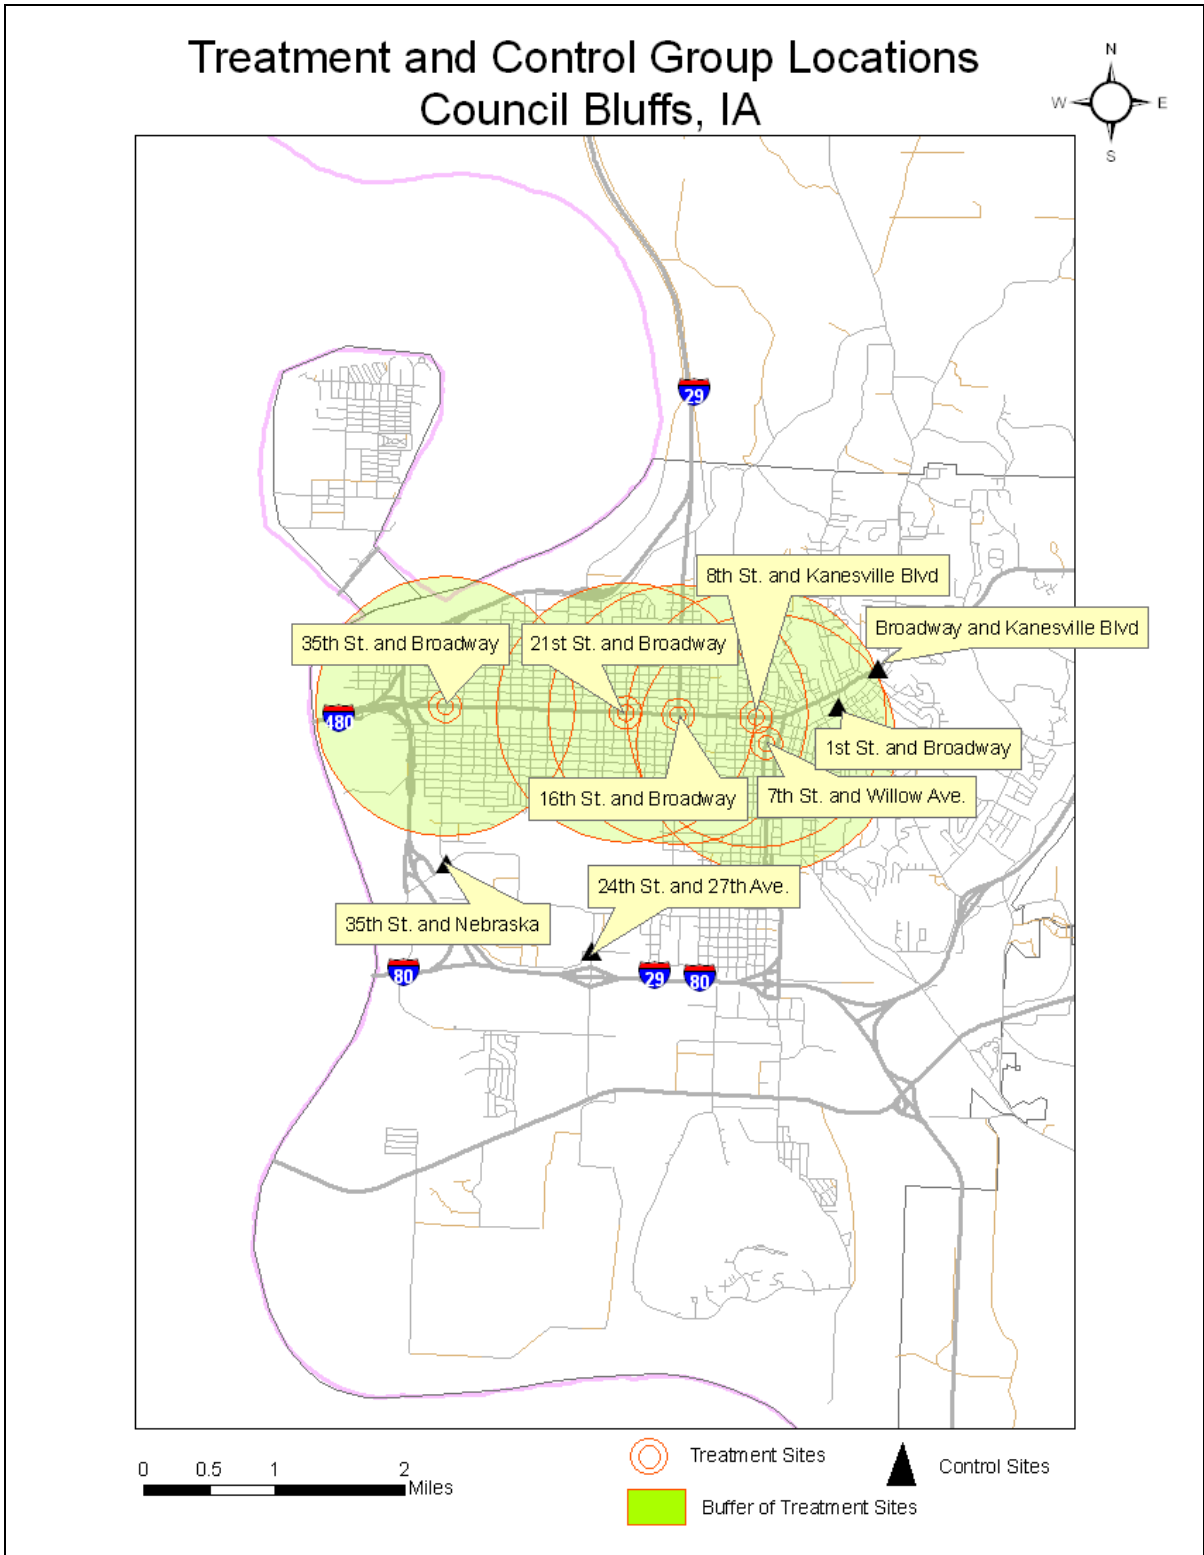 Treatment and Control Group Locations
Council Bluffs, IA
N
W
E
S
29
8th St. and Kanesville Blvd
Broadway and Kanesville Blvd
35th St. and Broadway
21st St. and Broadway
480
1st St. and Broadway
16th St. and Broadway
7th St. and Willow Ave.
24th St. and 27th Ave.
35th St. and Nebraska
80
29
80
0
0.5
1
2
Miles
Treatment Sites
Control Sites
Buffer of Treatment Sites